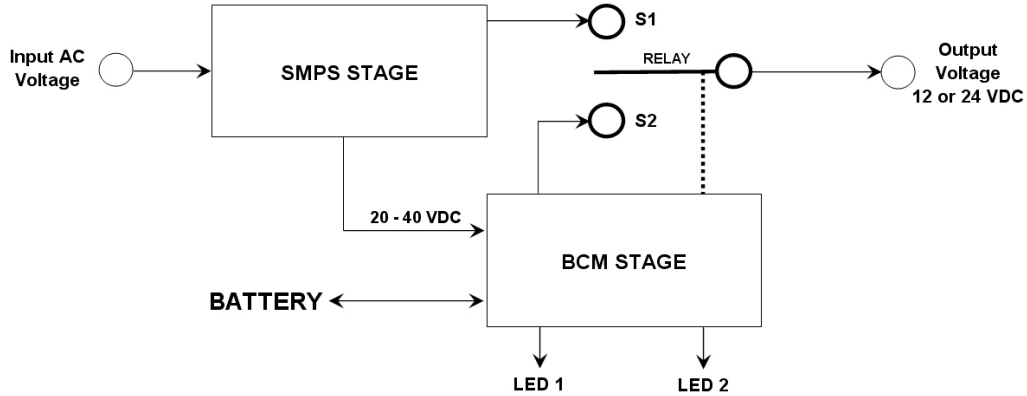 Input AC
Voltage
SMPS STAGE
S1
RELAY
Output
Voltage
12 or 24 VDC
S2
20 - 40 VDC
BCM STAGE
BATTERY
LED 1
LED 2